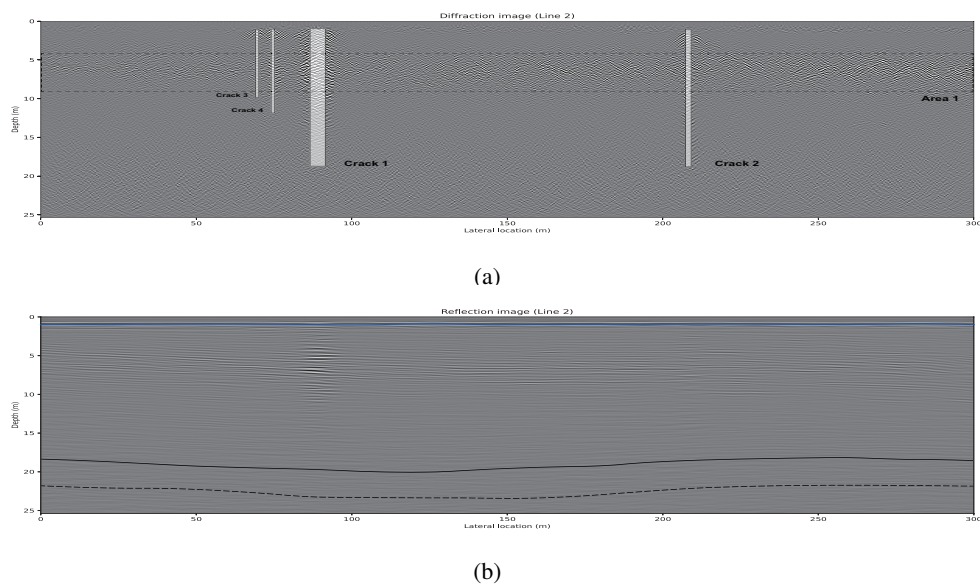 Diffraction image (Line 2)
0
5
10
15
20
25
Depth (m)
Crack 3
Crack 4
Crack 1
Crack 2
Area 1
0
50
100
150
200
250
300
Lateral location (m)
(a)
Reflection image (Line 2)
0
5
10
15
20
25
Depth (m)
0
50
100
150
200
250
300
Lateral location (m)
(b)